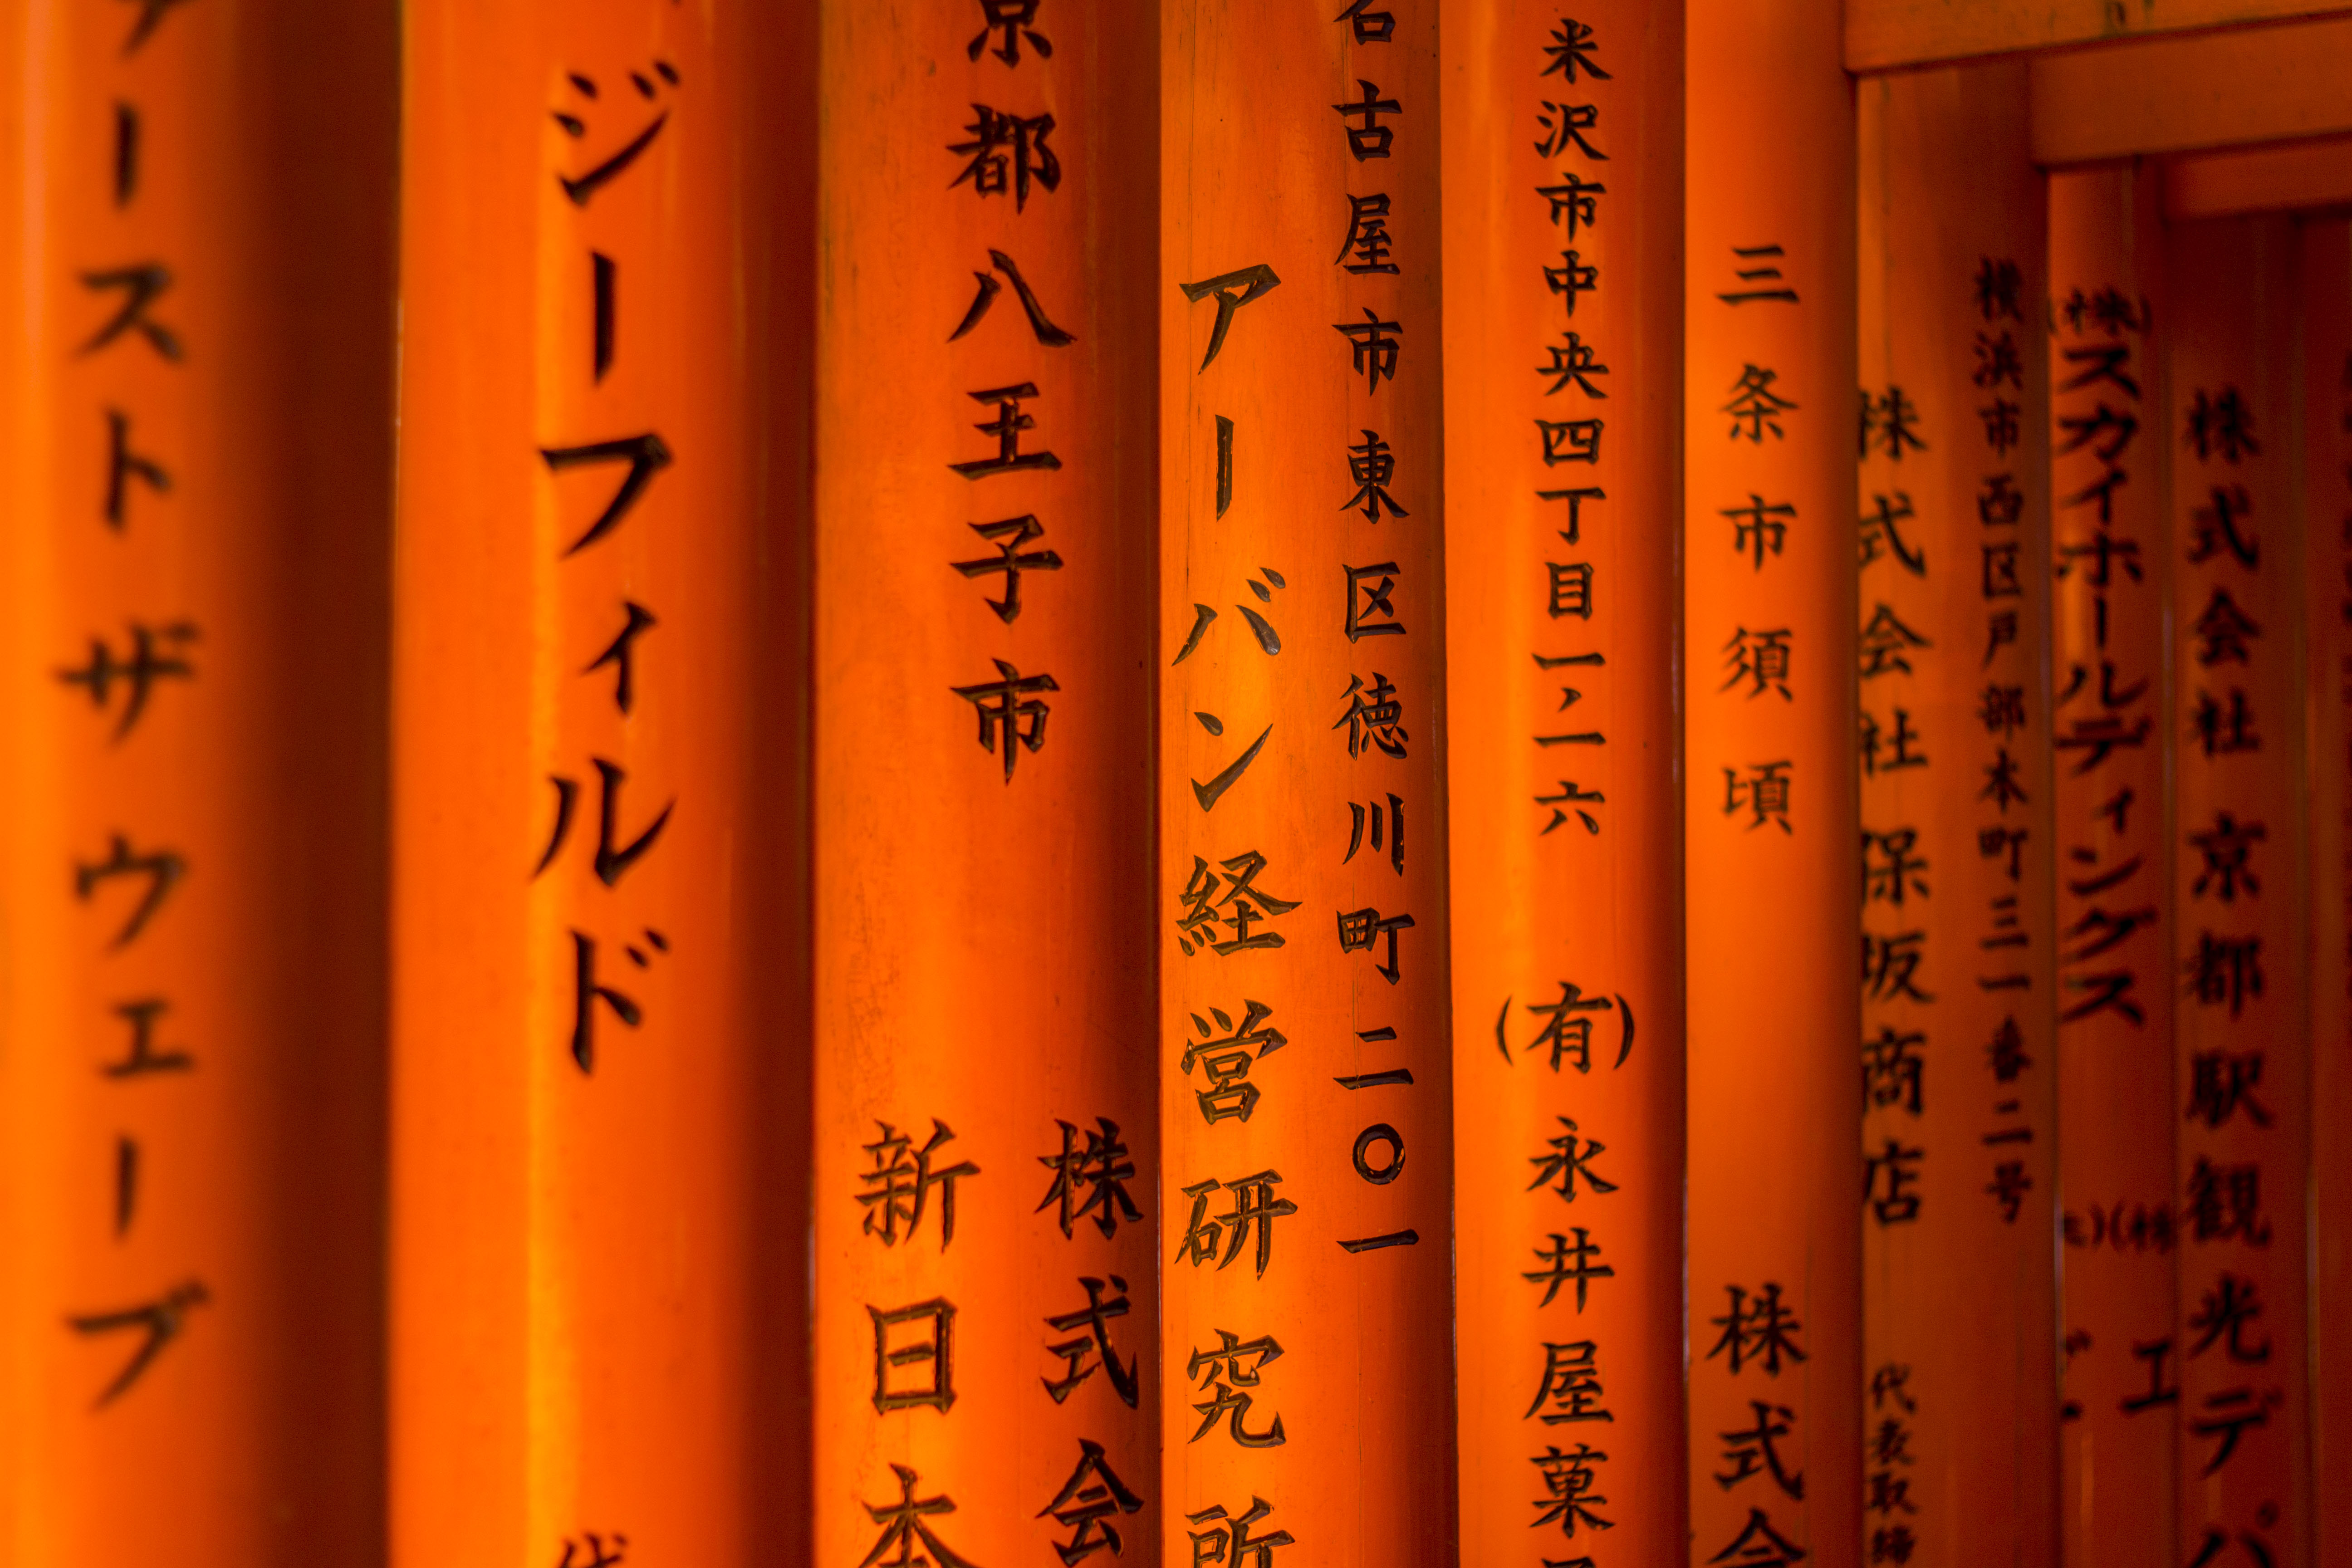 ーストザウェーブ
ジーフィルド
代
京都八王子市
株式会
新日本
名古屋市東区徳川町二〇一
アーバン経営研究所
米沢市中央四丁目一、一六
(有)永井屋菓
三条市須頃
株式会
横浜市西区戸部本町三一番二号
株式会社保坂商店
代表取締
(株)スカイホールディングス
(株
エ
株式会社京都駅観光デパ